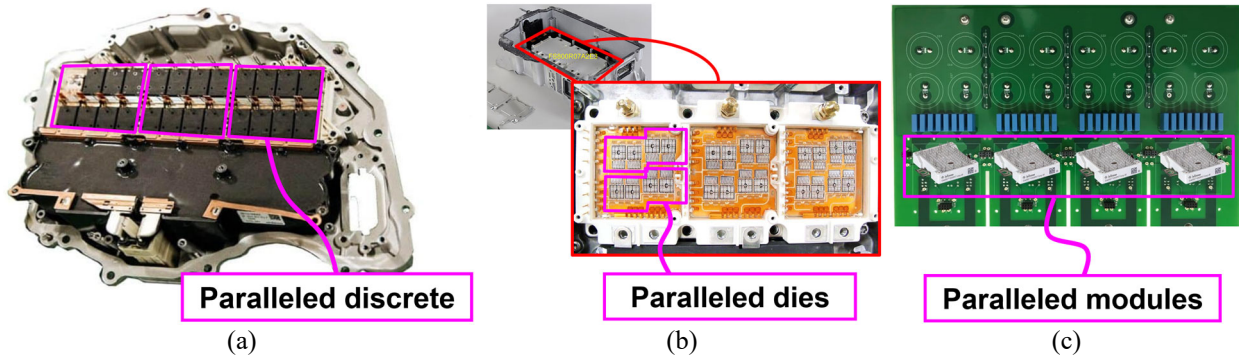 Paralleled discrete
Paralleled dies
Paralleled modules
(a)
(b)
(c)